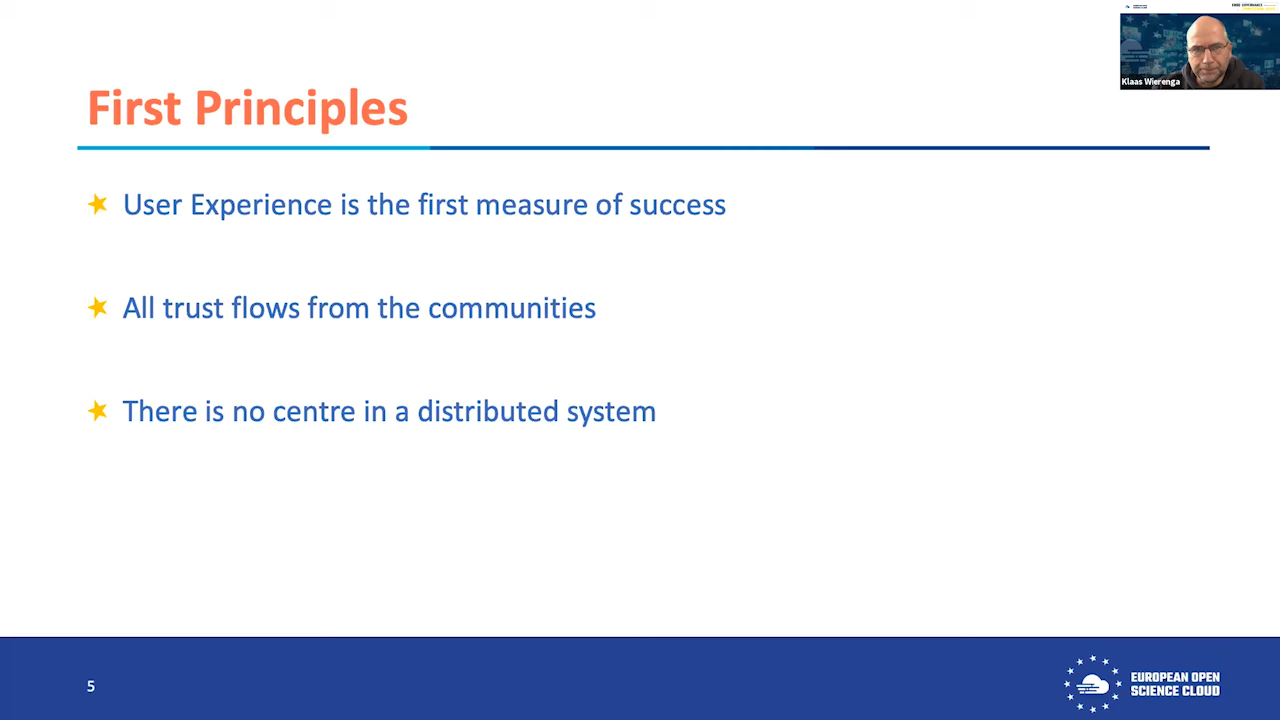 First Principles
User Experience is the first measure of success
All trust flows from the communities
There is no centre in a distributed system
Klaas Wierenga
5
EUROPEAN OPEN
SCIENCE CLOUD